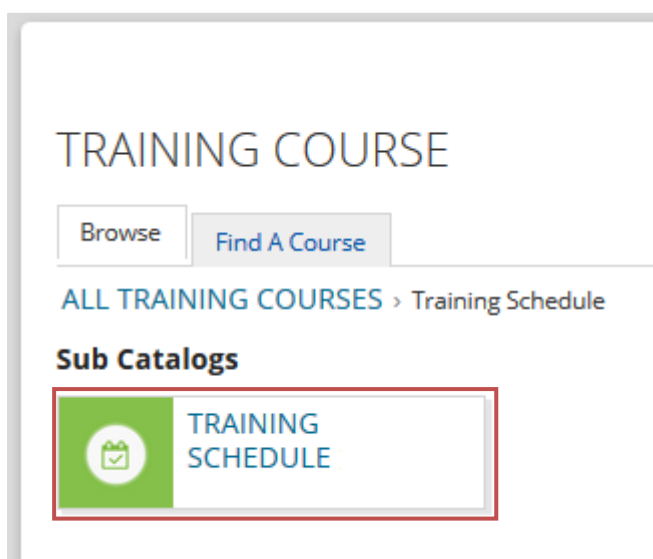 TRAINING COURSE
Browse Find A Course
ALL TRAINING COURSES › Training Schedule
Sub Catalogs
TRAINING
SCHEDULE